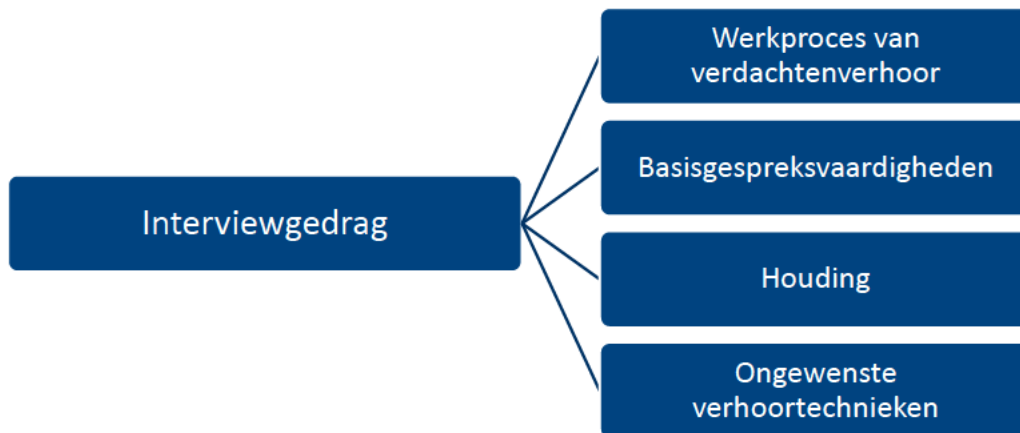 Werkproces van
verdachtenverhoor
Basisgespreksvaardigheden
Interviewgedrag
Houding
Ongewenste
verhoortechnieken